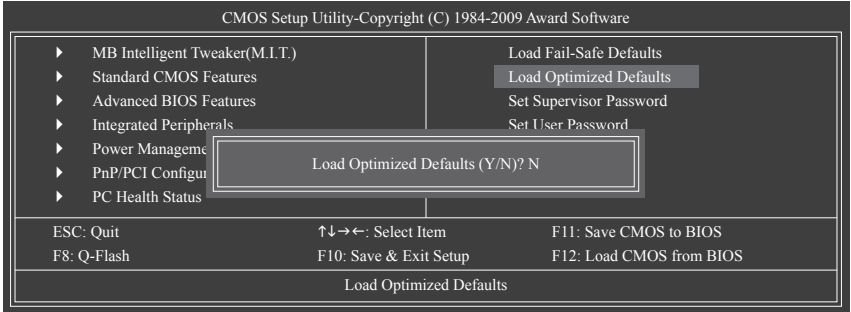 CMOS Setup Utility-Copyright (C) 1984-2009 Award Software
MB Intelligent Tweaker(M.I.T.)
Standard CMOS Features
Advanced BIOS Features
Integrated Peripherals
Power
PnP/PCI
PC Health Status
Load Fail-Safe Defaults
Load Optimized Defaults
Set Supervisor Password
Set User Password
Load Optimized Defaults (Y/N)? N
ESC: Quit ↑↓→←: Select Item F11: Save CMOS to BIOS
F8: Q-Flash F10: Save & Exit Setup F12: Load CMOS from BIOS
Load Optimized Defaults